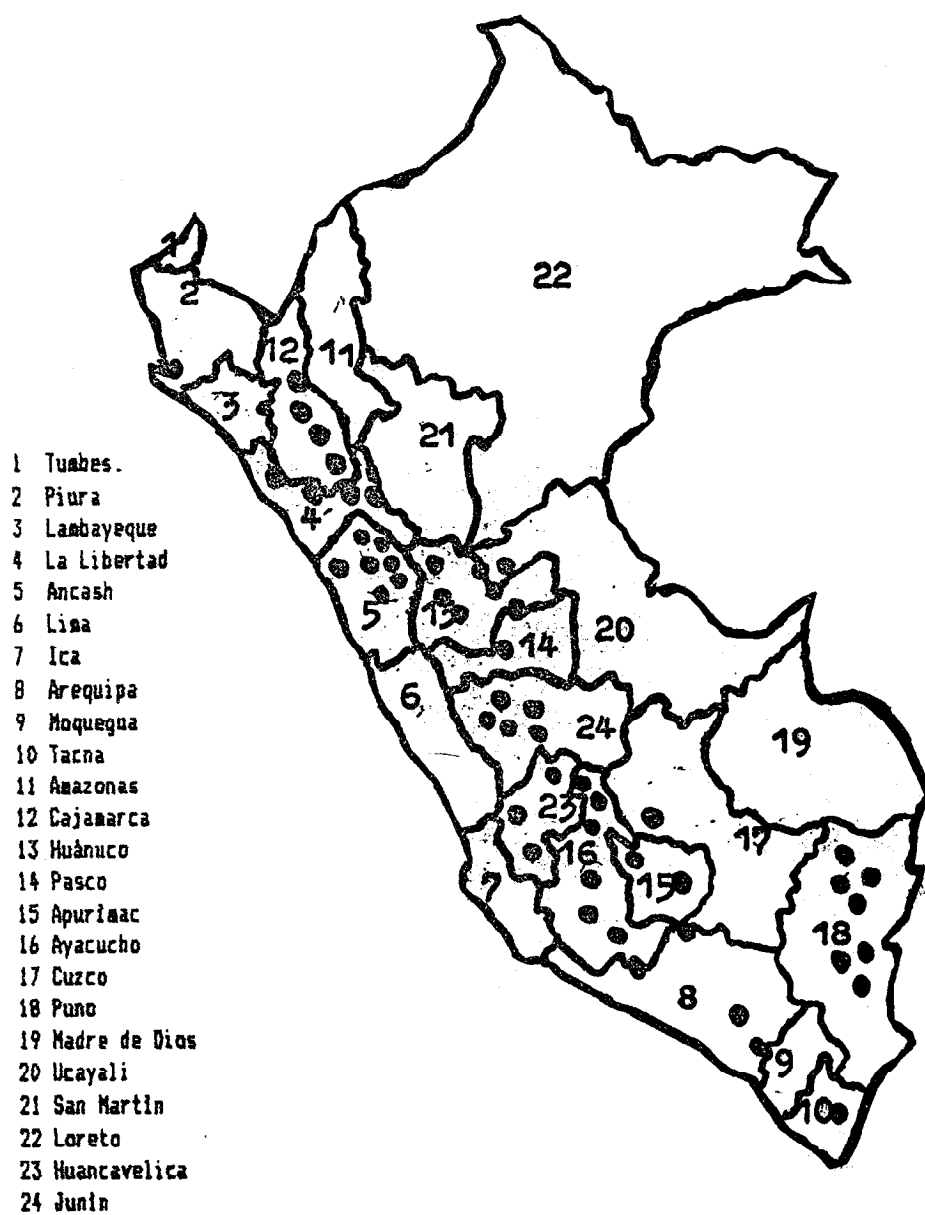 1
2
22
12
11
3
21
4
5
13
14
20
6
24
19
23
17
16
15
7
18
8
9
10
1 Tumbes.
2 Piura
3 Lambayeque
4 La Libertad
5 Ancash
6 Lima
7 Ica
8 Arequipa
9 Moquegua
10 Tacna
11 Amazonas
12 Cajamarca
13 Huánuco
14 Pasco
15 Apurímac
16 Ayacucho
17 Cuzco
18 Puno
19 Madre de Dios
20 Ucayali
21 San Martín
22 Loreto
23 Huancavelica
24 Junín